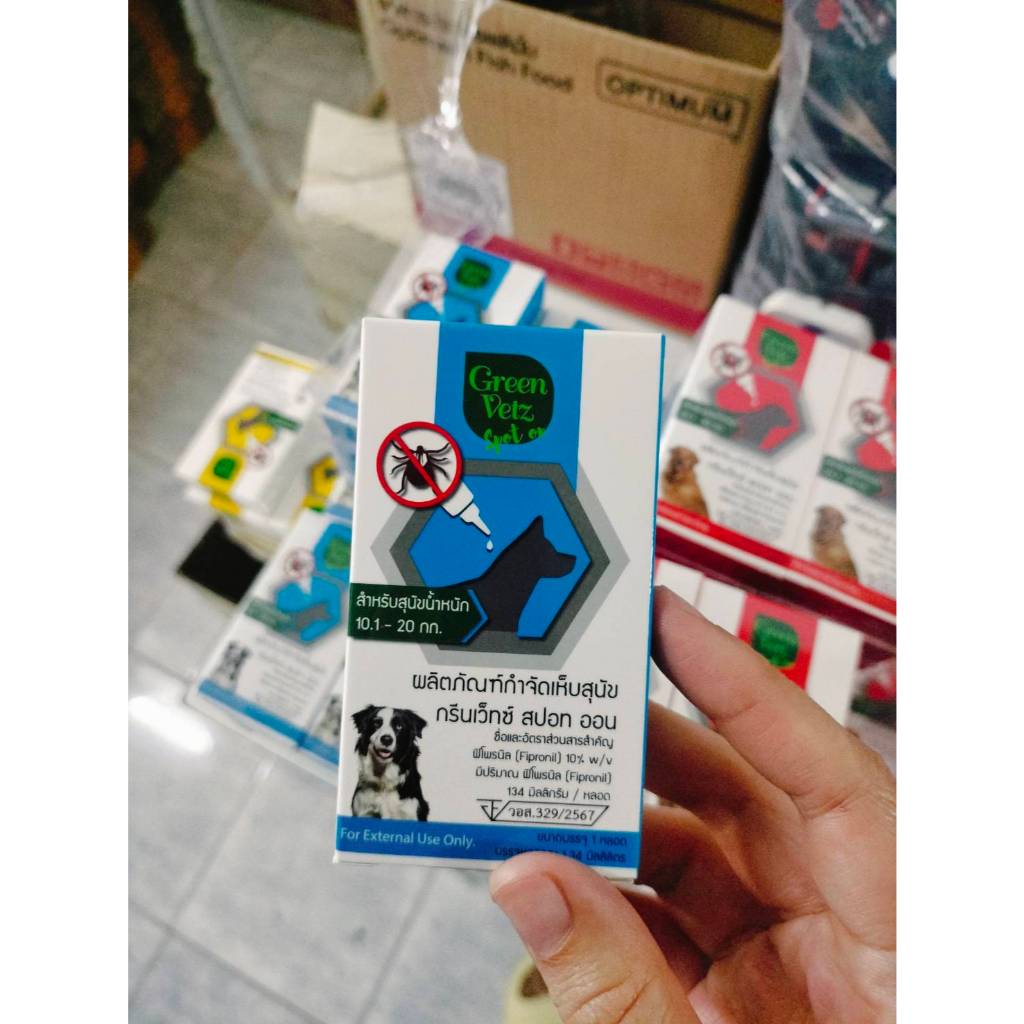 Fish Food
OPTIMUM
Green
Vetz
Spot on
สำหรับสุนัขน้ำหนัก
10.1 - 20 กก.
ผลิตภัณฑ์กำจัดเห็บสุนัข
กรีนเว็ทซ์ สปอท ออน
ชื่อและอัตราส่วนสารสำคัญ
ฟิโพรนิล (Fipronil) 10% w/v
มีปริมาณ ฟิโพรนิล (Fipronil)
134 มิลลิกรัม / หลอด
วอส.329/2567
For External Use Only.
ขนาดบรรจุ 1 หลอด